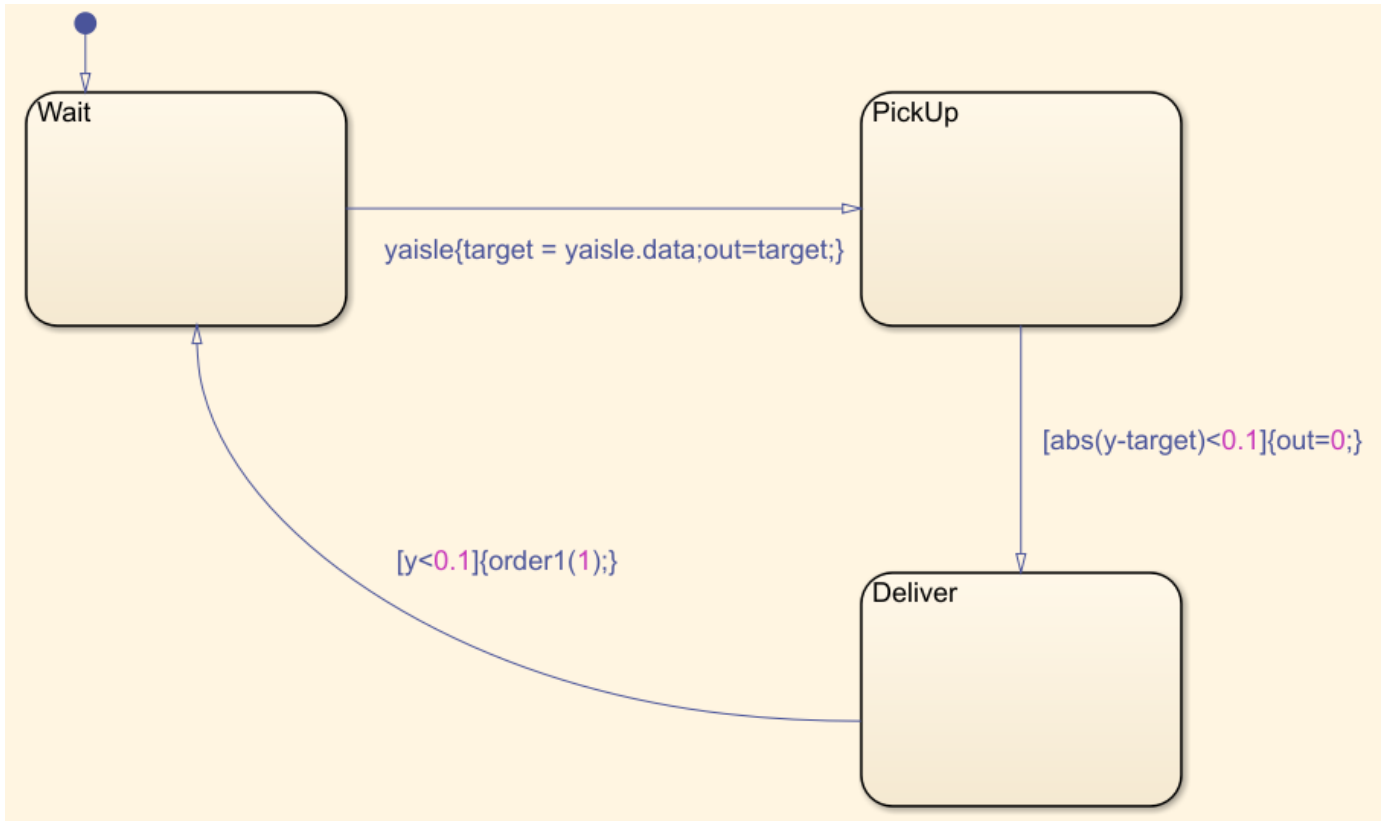 Wait
PickUp
yaisle{target = yaisle.data;out=target;}
[abs(y-target)<0.1]{out=0;}
[y<0.1]{order1(1);}
Deliver